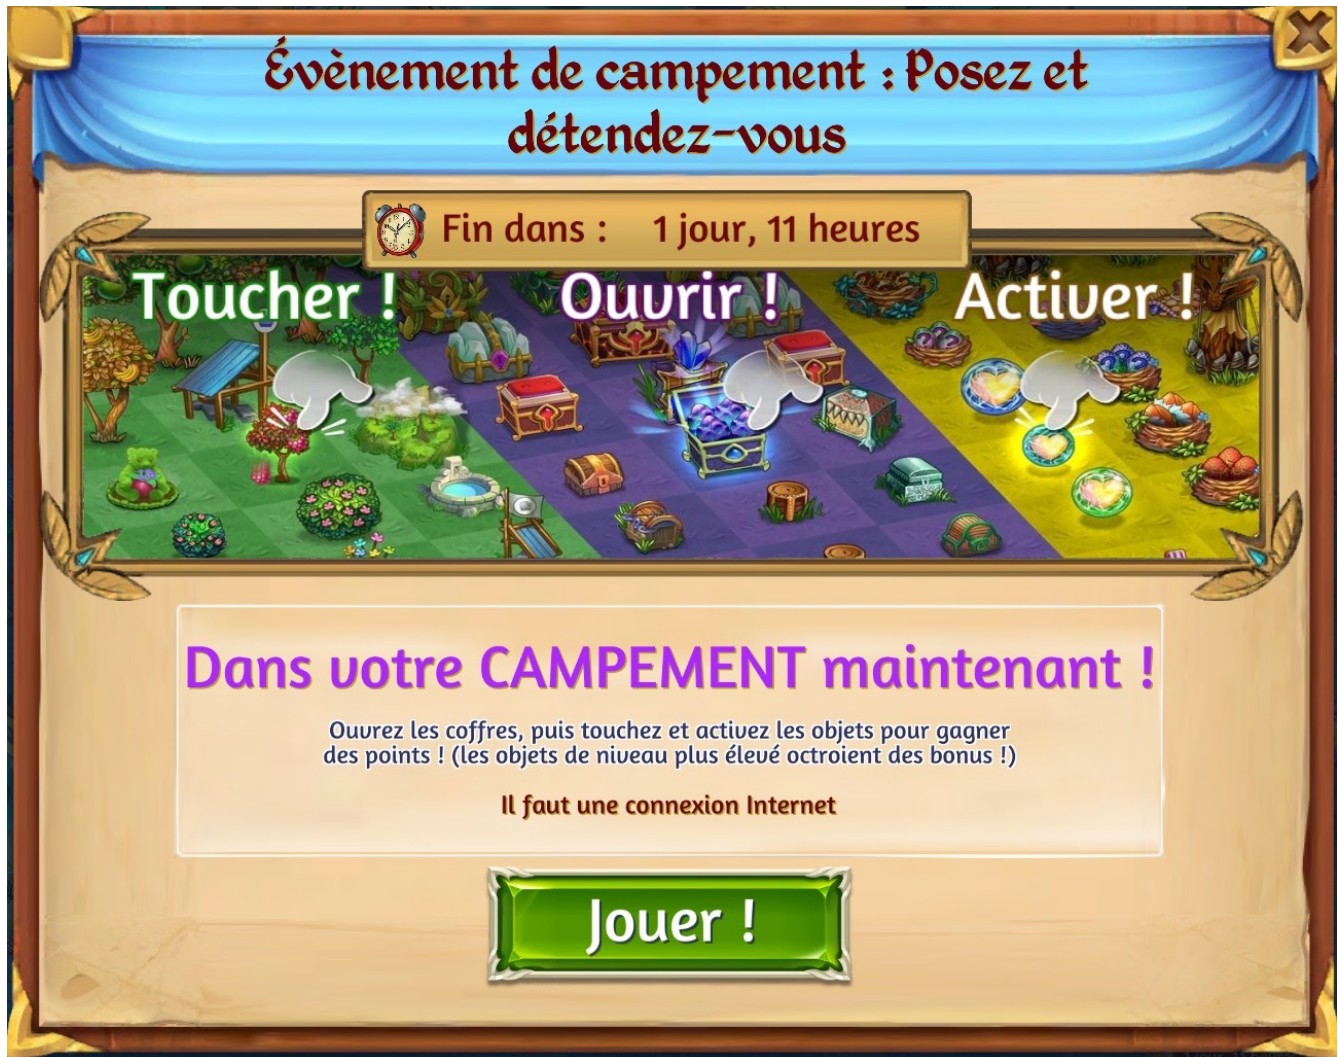 Évènement de campement : Posez et
détendez-vous
Fin dans : 1 jour, 11 heures
Toucher !
Ouvrir !
Activer !
Dans votre CAMPEMENT maintenant !
Ouvrez les coffres, puis touchez et activez les objets pour gagner
des points ! (les objets de niveau plus élevé octroient des bonus !)
Il faut une connexion Internet
Jouer !